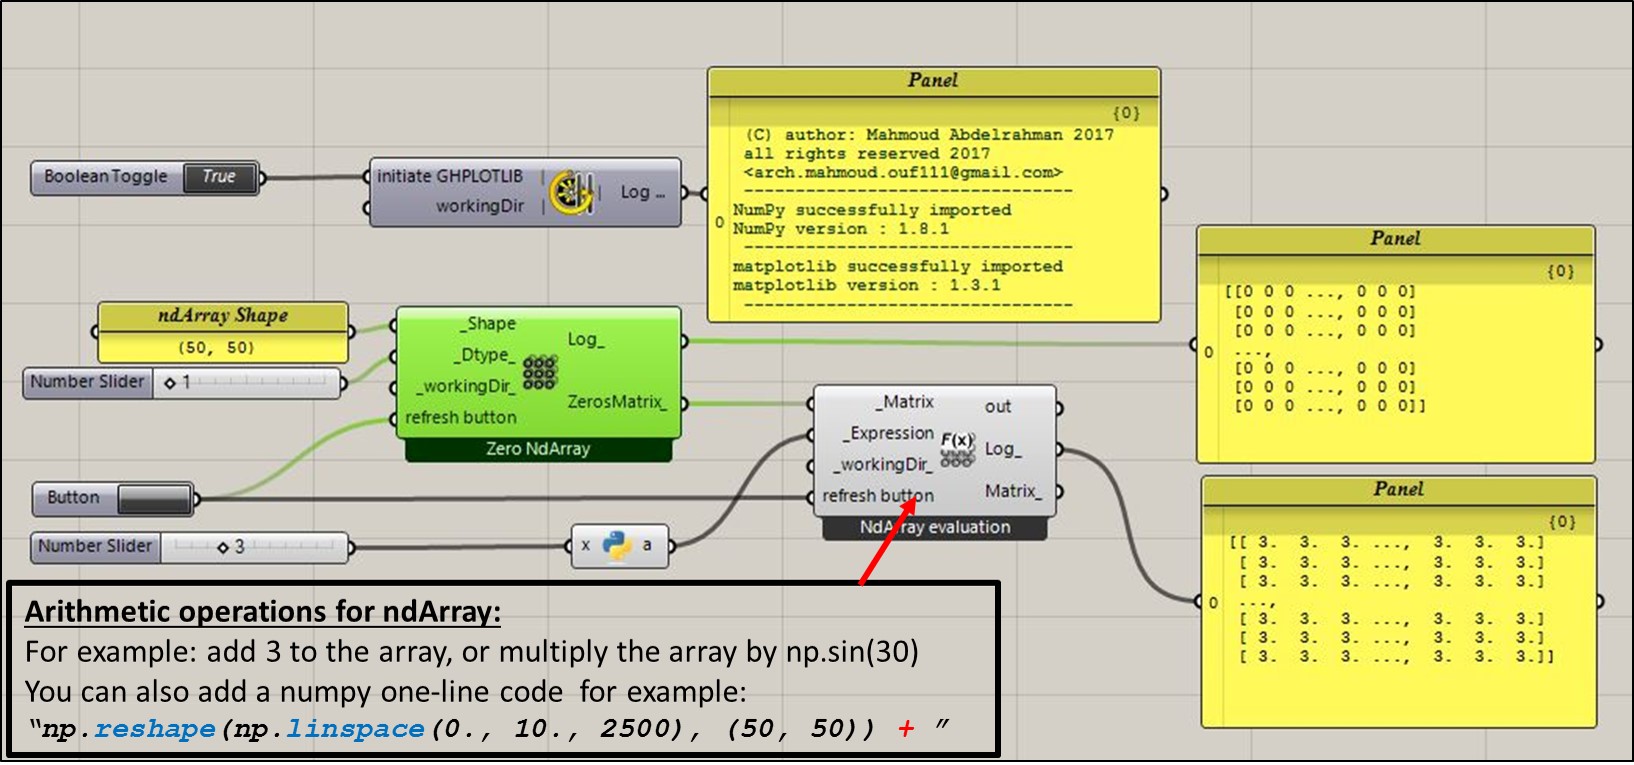 Panel
{0}
(C) author: Mahmoud Abdelrahman 2017
all rights reserved 2017
<arch.mahmoud.ouf111@gmail.com>
-------------------------------
0
NumPy successfully imported
NumPy version : 1.8.1
-------------------------------
matplotlib successfully imported
matplotlib version : 1.3.1
-------------------------------
Boolean Toggle True
initiate GHPLOTLIB
workingDir
Log ...
Panel
{0}
0
[[0 0 0 ..., 0 0 0]
[0 0 0 ..., 0 0 0]
[0 0 0 ..., 0 0 0]
...,
[0 0 0 ..., 0 0 0]
[0 0 0 ..., 0 0 0]
[0 0 0 ..., 0 0 0]]
ndArray Shape
(50, 50)
Number Slider 1
_Shape
_Dtype_
_workingDir_
refresh button
Log_
ZerosMatrix_
Zero NdArray
_Matrix
_Expression
_workingDir_
refresh button
F(x)
out
Log_
Matrix_
NdArray evaluation
Button
Number Slider 3
x a
Panel
{0}
0
[[ 3. 3. 3. ..., 3. 3. 3.]
[ 3. 3. 3. ..., 3. 3. 3.]
[ 3. 3. 3. ..., 3. 3. 3.]
...,
[ 3. 3. 3. ..., 3. 3. 3.]
[ 3. 3. 3. ..., 3. 3. 3.]
[ 3. 3. 3. ..., 3. 3. 3.]]
Arithmetic operations for ndArray:
For example: add 3 to the array, or multiply the array by np.sin(30)
You can also add a numpy one-line code for example:
“np.reshape(np.linspace(0., 10., 2500), (50, 50)) + ”